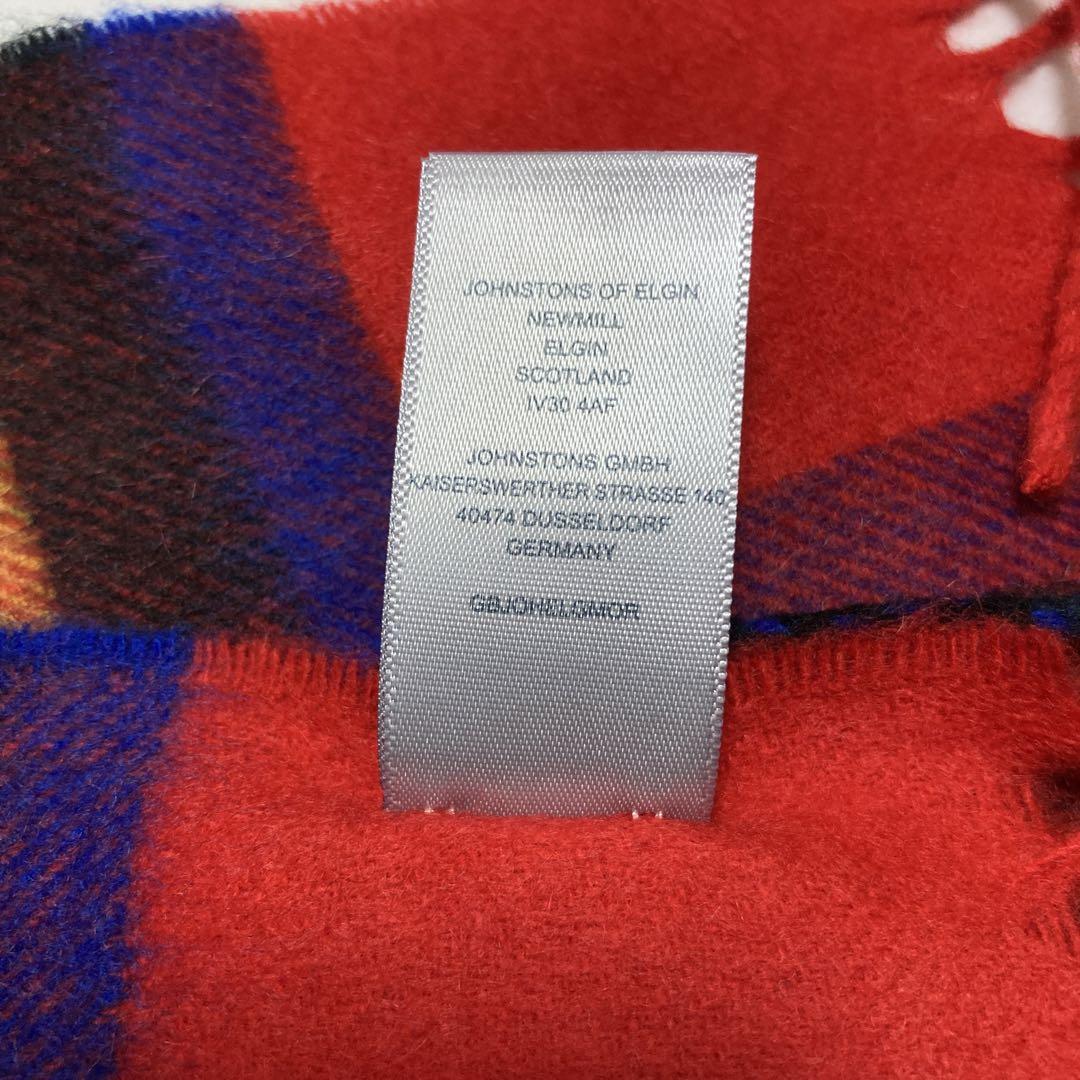 JOHNSTONS OF ELGIN
NEWMILL
ELGIN
SCOTLAND
IV30 4AF
JOHNSTONS GMBH
KAISERSWERTHER STRASSE 140
40474 DUSSELDORF
GERMANY
GBJOHELGMOR